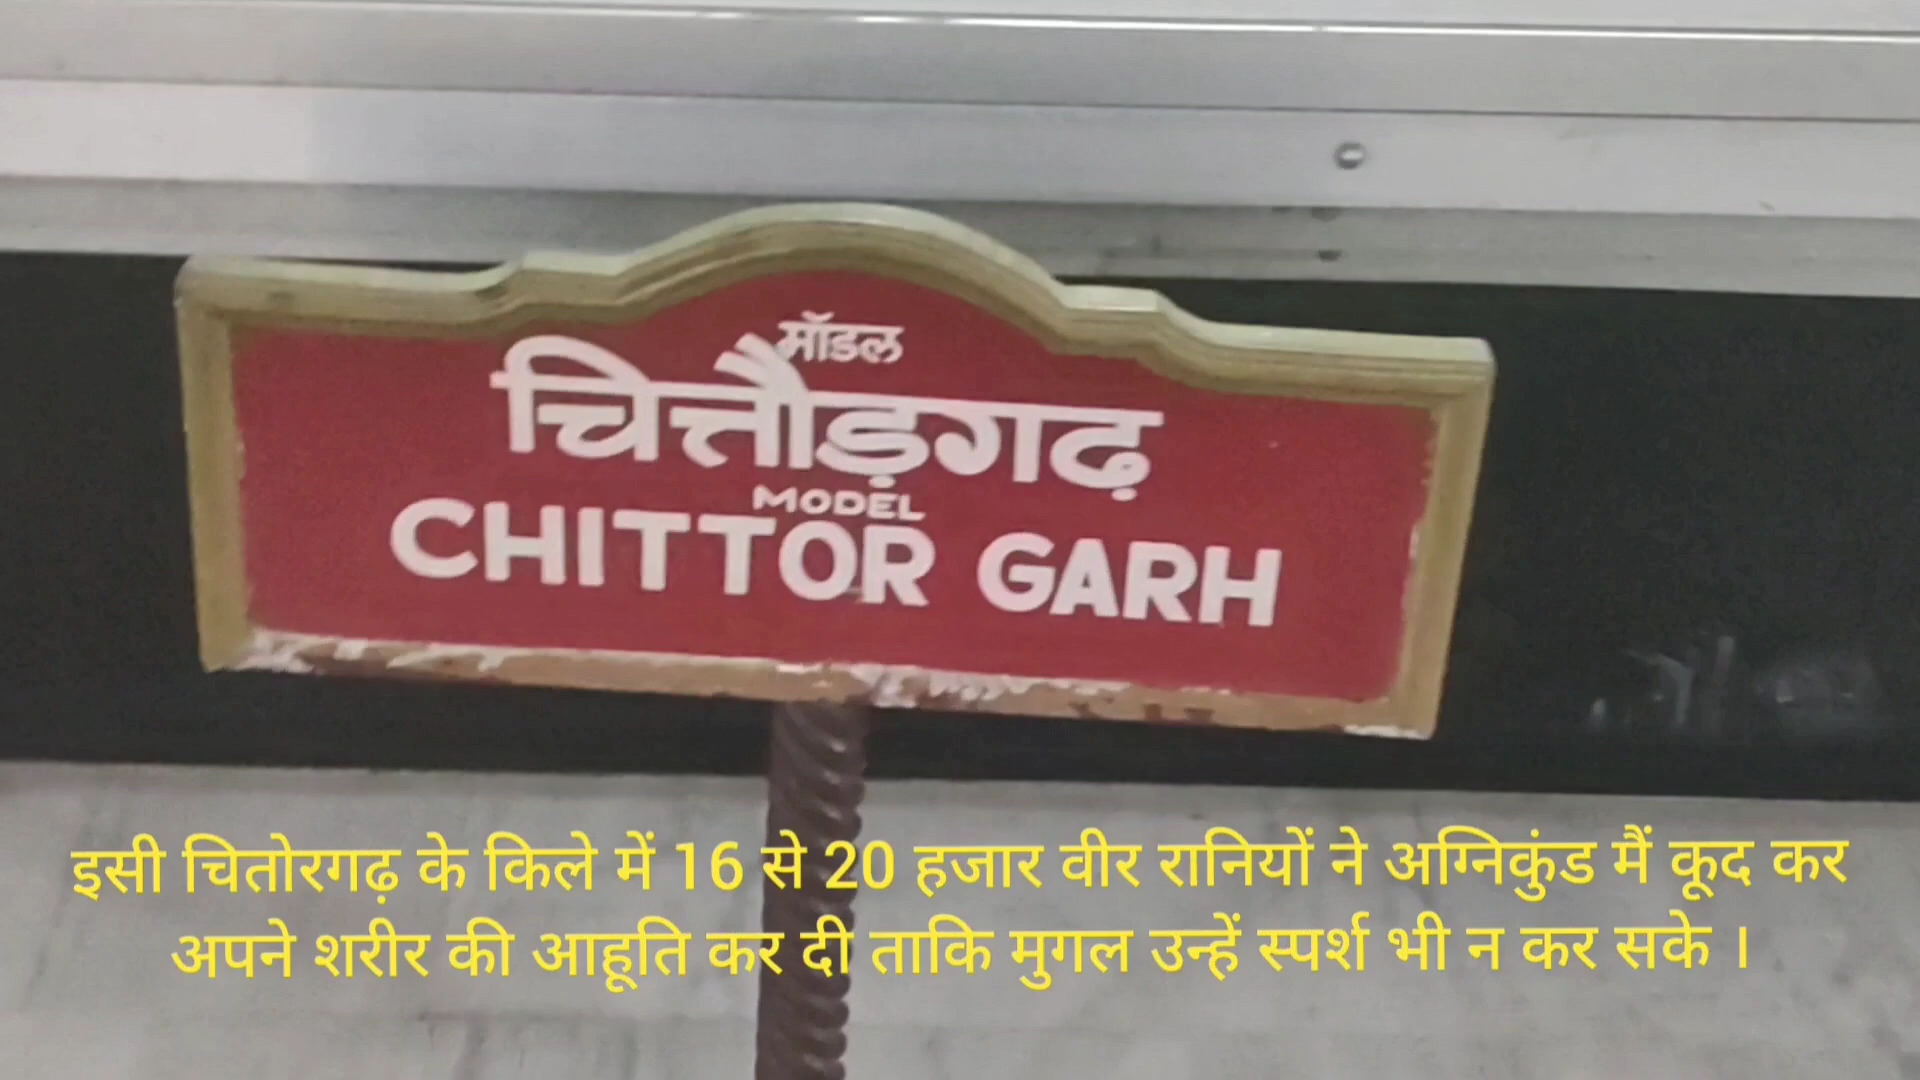 मॉडल
चित्तौड़गढ़
MODEL
CHITTOR GARH
इसी चितोरगढ़ के किले में 16 से 20 हजार वीर रानियों ने अग्निकुंड मैं कूद कर
अपने शरीर की आहूति कर दी ताकि मुगल उन्हें स्पर्श भी न कर सके ।